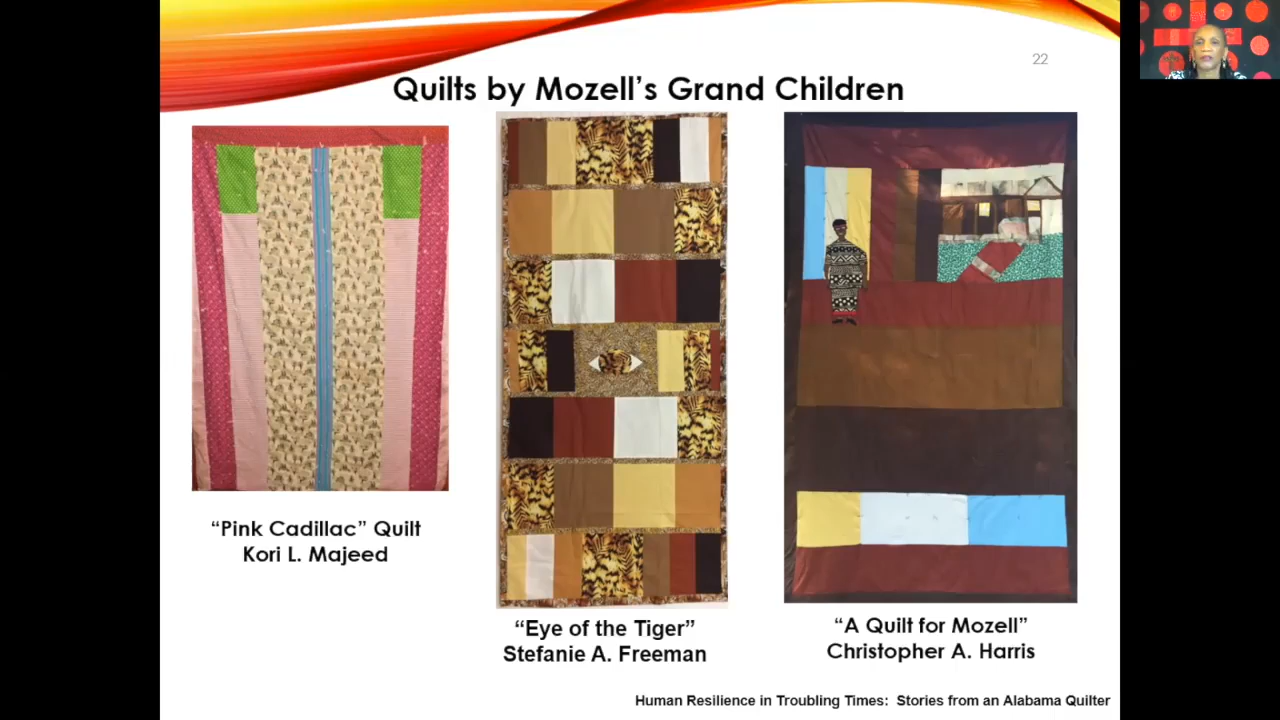 22
Quilts by Mozell's Grand Children
“Pink Cadillac” Quilt
Kori L. Majeed
“Eye of the Tiger”
Stefanie A. Freeman
“A Quilt for Mozell”
Christopher A. Harris
Human Resilience in Troubling Times:  Stories from an Alabama Quilter